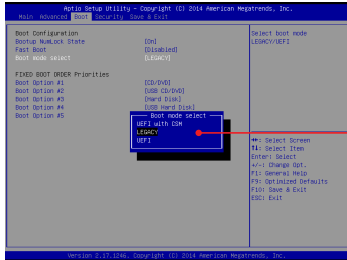 Aptio Setup Utility - Copyright (C) 2014 American Megatrends, Inc.
Main Advanced Boot Security Save & Exit
Boot Configuration
Bootup NumLock State [On]
Fast Boot [Disabled]
Boot mode select [LEGACY]
FIXED BOOT ORDER Priorities
Boot Option #1 [CD/DVD]
Boot Option #2 [USB CD/DVD]
Boot Option #3 [Hard Disk]
Boot Option #4 [USB Hard Disk]
Boot Option #5
Boot mode select
UEFI with CSM
LEGACY
UEFI
Select boot mode
LEGACY/UEFI
↔: Select Screen
↑↓: Select Item
Enter: Select
+/-: Change Opt.
F1: General Help
F9: Optimized Defaults
F10: Save & Exit
ESC: Exit
Version 2.17.1246. Copyright (C) 2014 American Megatrends, Inc.